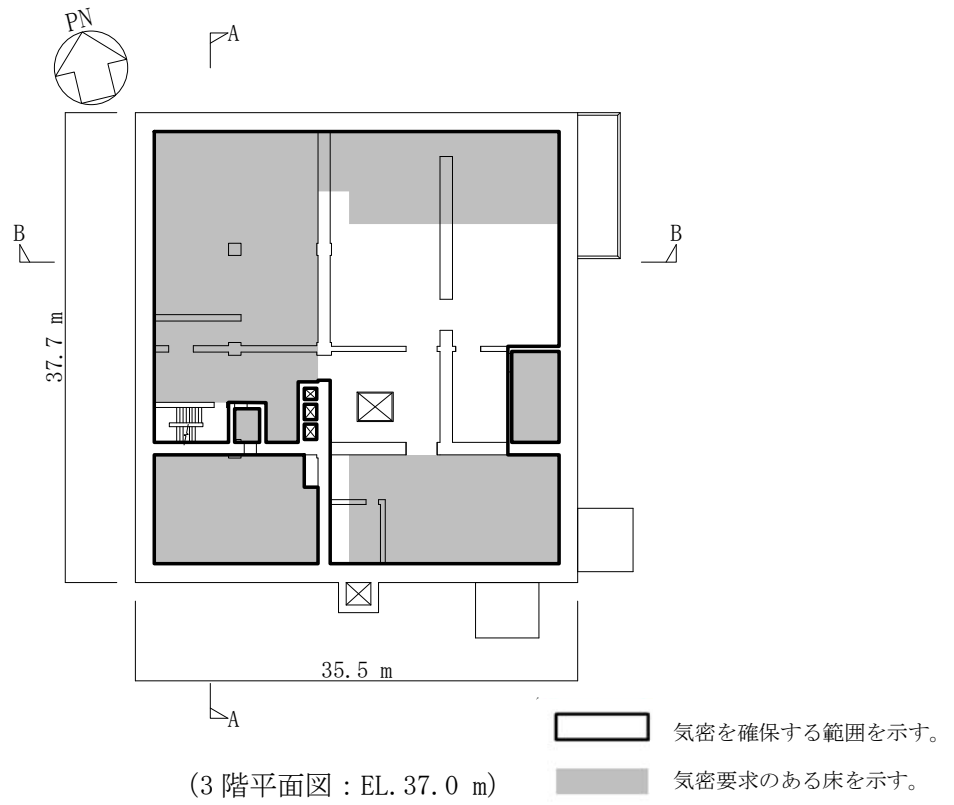 PN
A
B
B
37.7 m
35.5 m
A
気密を確保する範囲を示す。
(3 階平面図：EL.37.0 m)
気密要求のある床を示す。